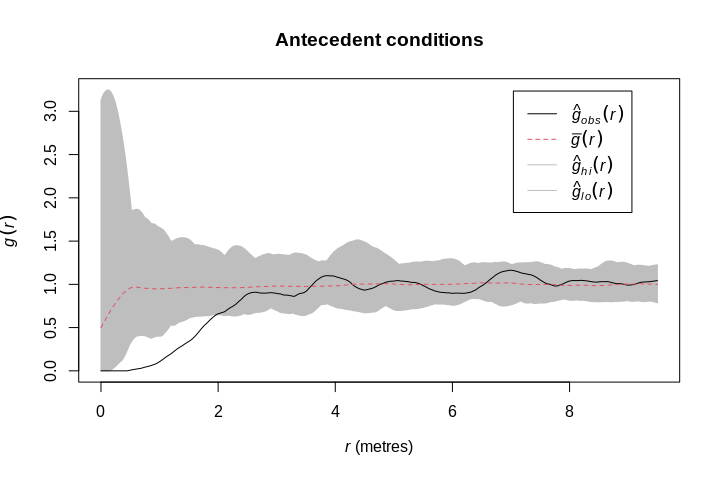 Antecedent conditions
g(r)
3.0
2.5
2.0
1.5
1.0
0.5
0.0
ĝobs(r)
g̅(r)
ĝhi(r)
ĝlo(r)
0 2 4 6 8
r (metres)